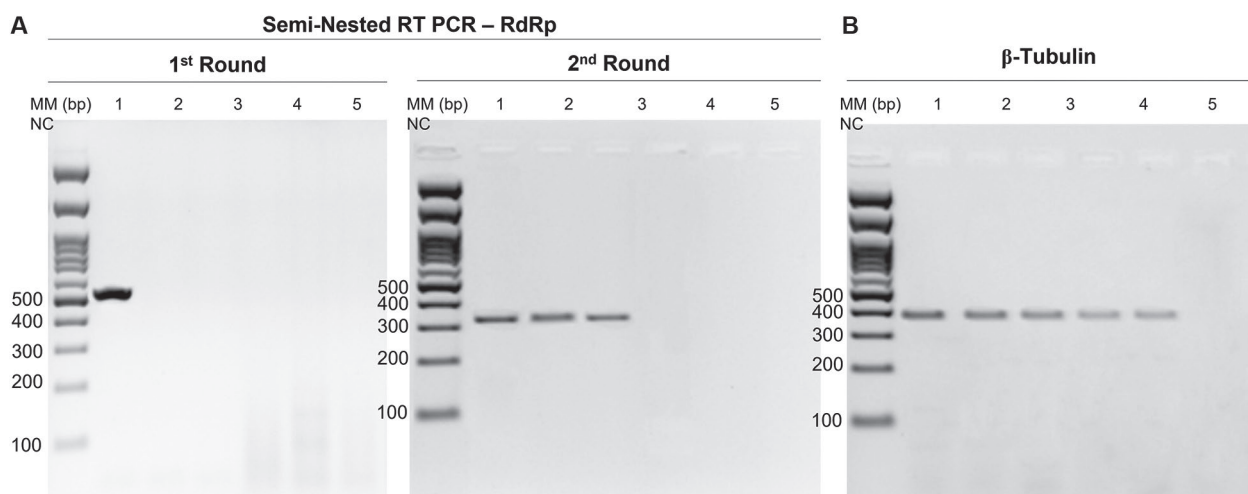 A
Semi-Nested RT PCR – RdRp
1st Round
MM (bp) 1 2 3 4 5
NC
500
400
300
200
100
2nd Round
MM (bp) 1 2 3 4 5
NC
500
400
300
200
100
B
β-Tubulin
MM (bp) 1 2 3 4 5
NC
500
400
300
200
100